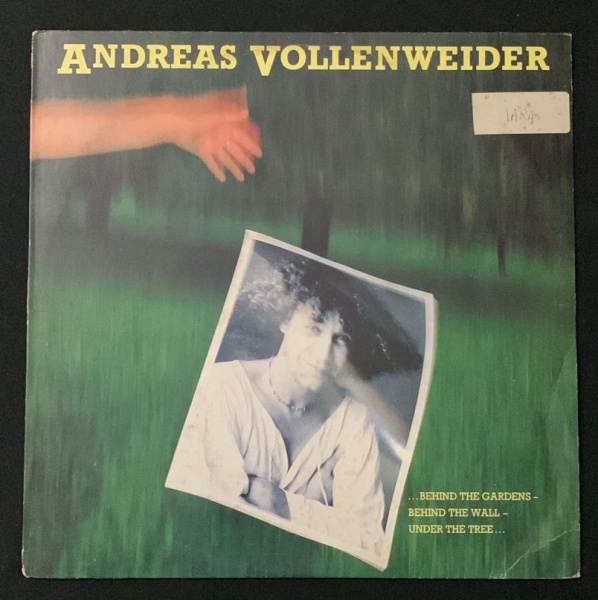 ANDREAS VOLLENWEIDER
...BEHIND THE GARDENS –
BEHIND THE WALL –
UNDER THE TREE...